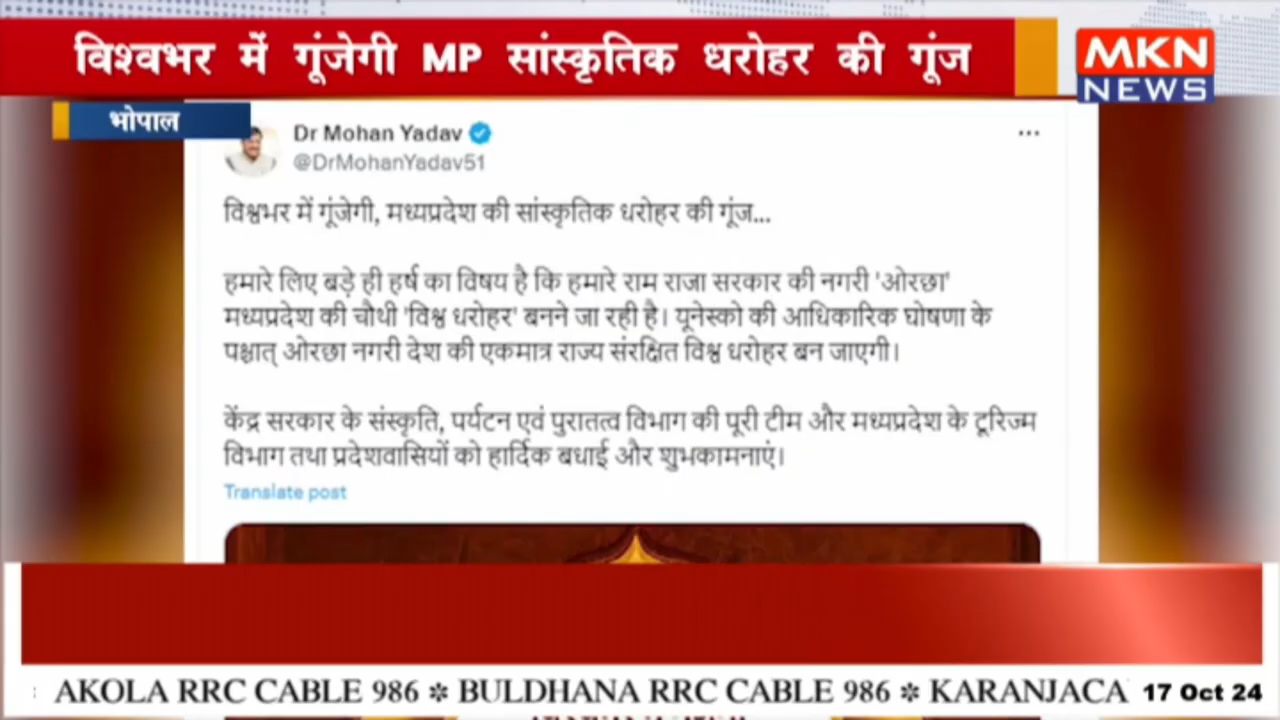 विश्वभर में गूंजेगी MP सांस्कृतिक धरोहर की गूंज
MKN
NEWS
भोपाल
Dr Mohan Yadav
@DrMohanYadav51
विश्वभर में गूंजेगी, मध्यप्रदेश की सांस्कृतिक धरोहर की गूंज...
हमारे लिए बड़े ही हर्ष का विषय है कि हमारे राम राजा सरकार की नगरी 'ओरछा'
मध्यप्रदेश की चौथी 'विश्व धरोहर' बनने जा रही है। यूनेस्को की आधिकारिक घोषणा के
पश्चात् ओरछा नगरी देश की एकमात्र राज्य संरक्षित विश्व धरोहर बन जाएगी।
केंद्र सरकार के संस्कृति, पर्यटन एवं पुरातत्व विभाग की पूरी टीम और मध्यप्रदेश के टूरिज्म
विभाग तथा प्रदेशवासियों को हार्दिक बधाई और शुभकामनाएं।
Translate post
AKOLA RRC CABLE 986 ✲ BULDHANA RRC CABLE 986 ✲ KARANJACA 17 Oct 24